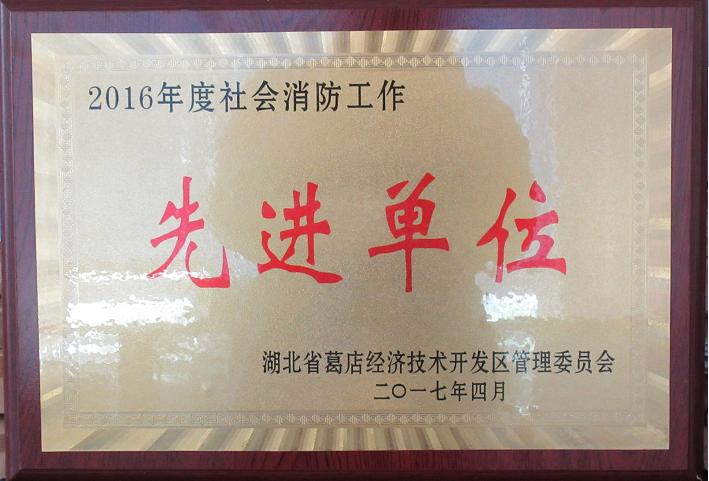 2016年度社会消防工作
先进单位
湖北省葛店经济技术开发区管理委员会
二〇一七年四月